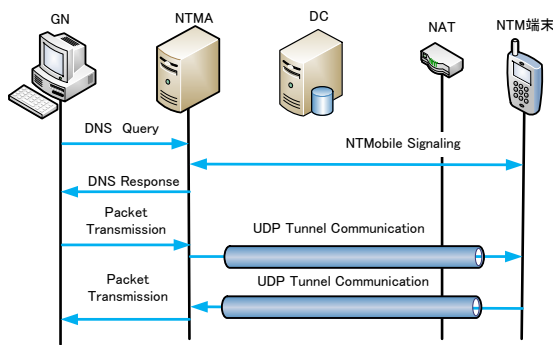 GN
NTMA
DC
NAT
NTM端末
DNS Query
NTMobile Signaling
DNS Response
Packet
Transmission
UDP Tunnel Communication
Packet
Transmission
UDP Tunnel Communication